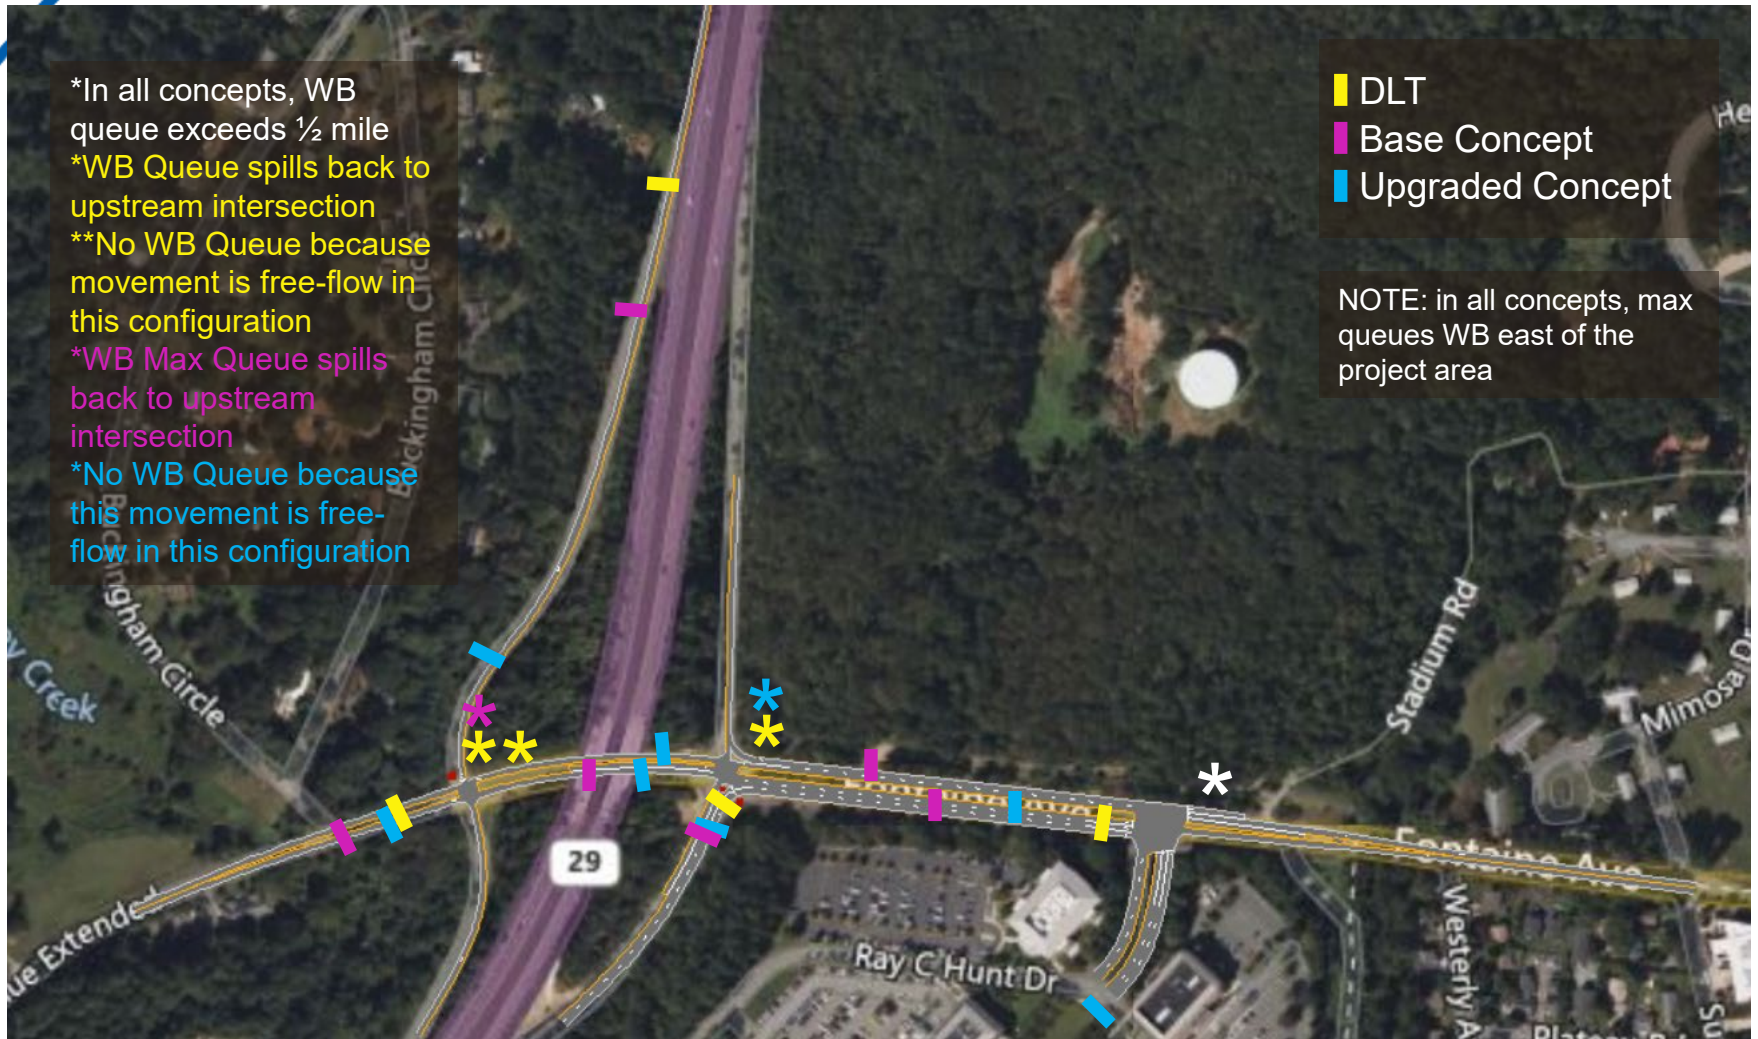 *In all concepts, WB
queue exceeds ½ mile
*WB Queue spills back to
upstream intersection
**No WB Queue because
movement is free-flow in
this configuration
*WB Max Queue spills
back to upstream
intersection
*No WB Queue because
this movement is free-
flow in this configuration
DLT
Base Concept
Upgraded Concept
NOTE: in all concepts, max
queues WB east of the
project area
He
Buckingham Circle
Buckingham Circle
ey Creek
Stadium Rd
Mimosa Dr
*
*
* *
*
*
*
29
Fontaine Ave
nue Extended
Ray C Hunt Dr
Westerly A
Su